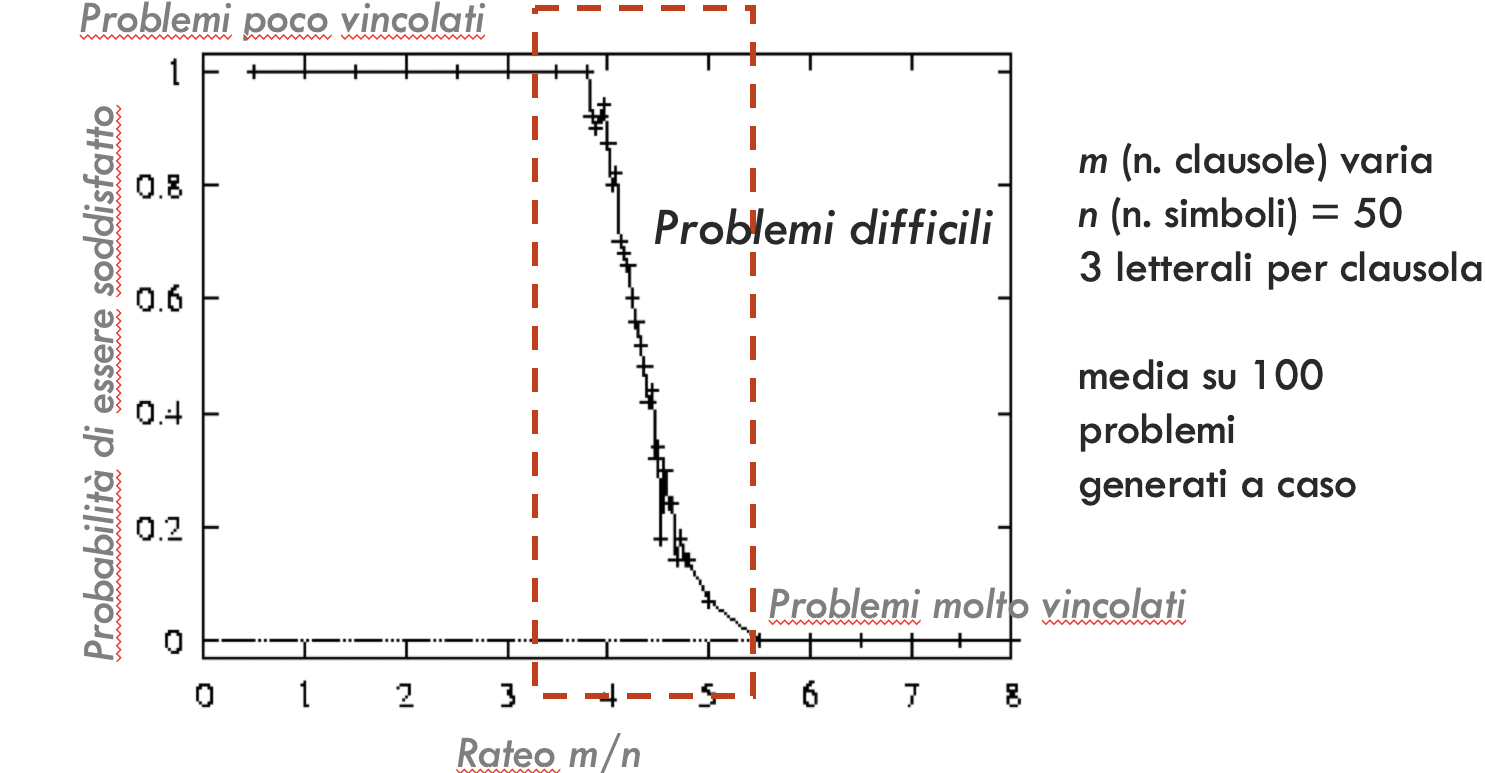 Problemi poco vincolati
Probabilità di essere soddisfatto
1
0.8
0.6
0.4
0.2
0
0 1 2 3 4 5 6 7 8
Rateo m/n
Problemi difficili
Problemi molto vincolati
m (n. clausole) varia
n (n. simboli) = 50
3 letterali per clausola
media su 100
problemi
generati a caso